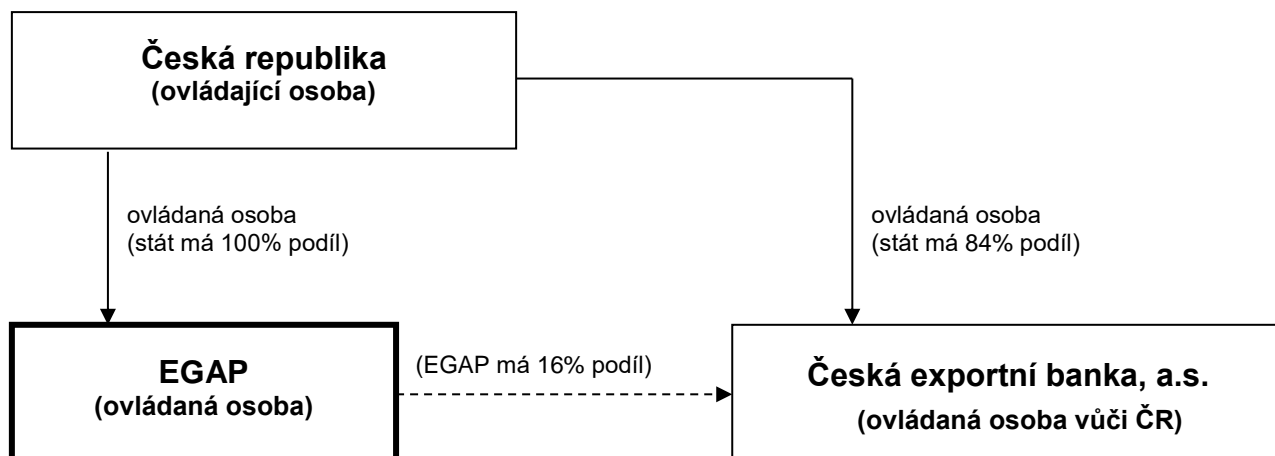 Česká republika
(ovládající osoba)
ovládaná osoba
(stát má 100% podíl)
ovládaná osoba
(stát má 84% podíl)
EGAP
(ovládaná osoba)
(EGAP má 16% podíl)
Česká exportní banka, a.s.
(ovládaná osoba vůči ČR)